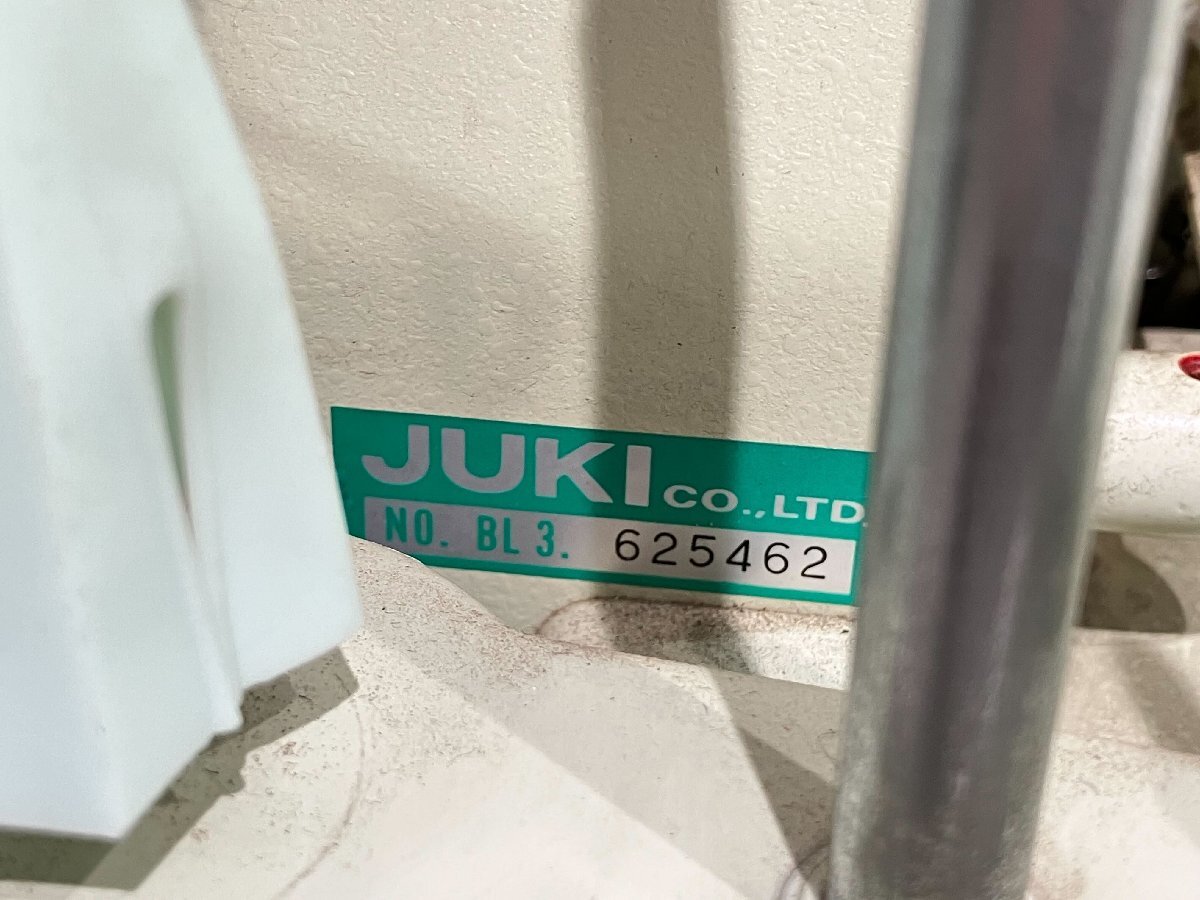 JUKI CO., LTD.
NO. BL 3. 625462